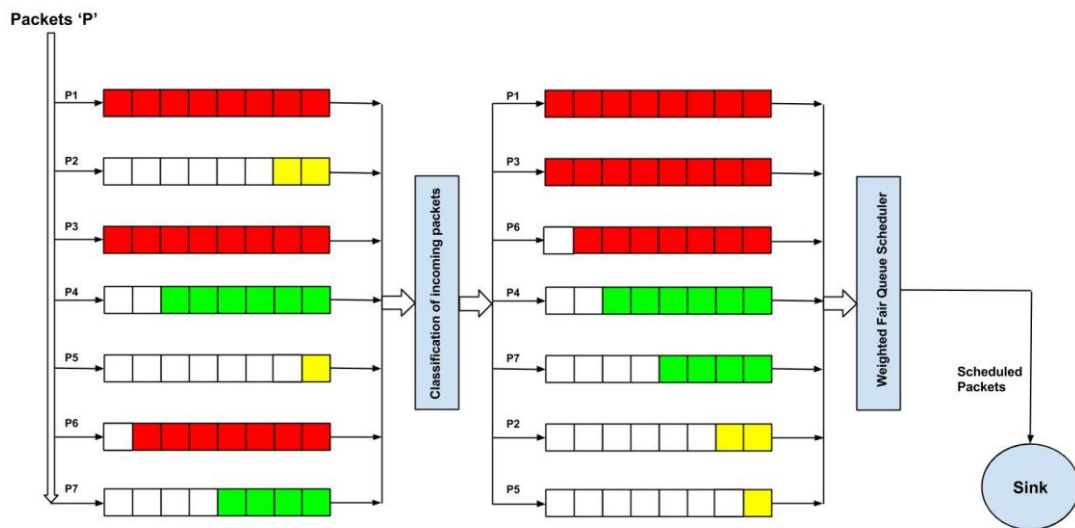 Packets ‘P’
P1
P2
P3
P4
P5
P6
P7
Classification of incoming packets
P1
P3
P6
P4
P7
P2
P5
Weighted Fair Queue Scheduler
Scheduled
Packets
Sink